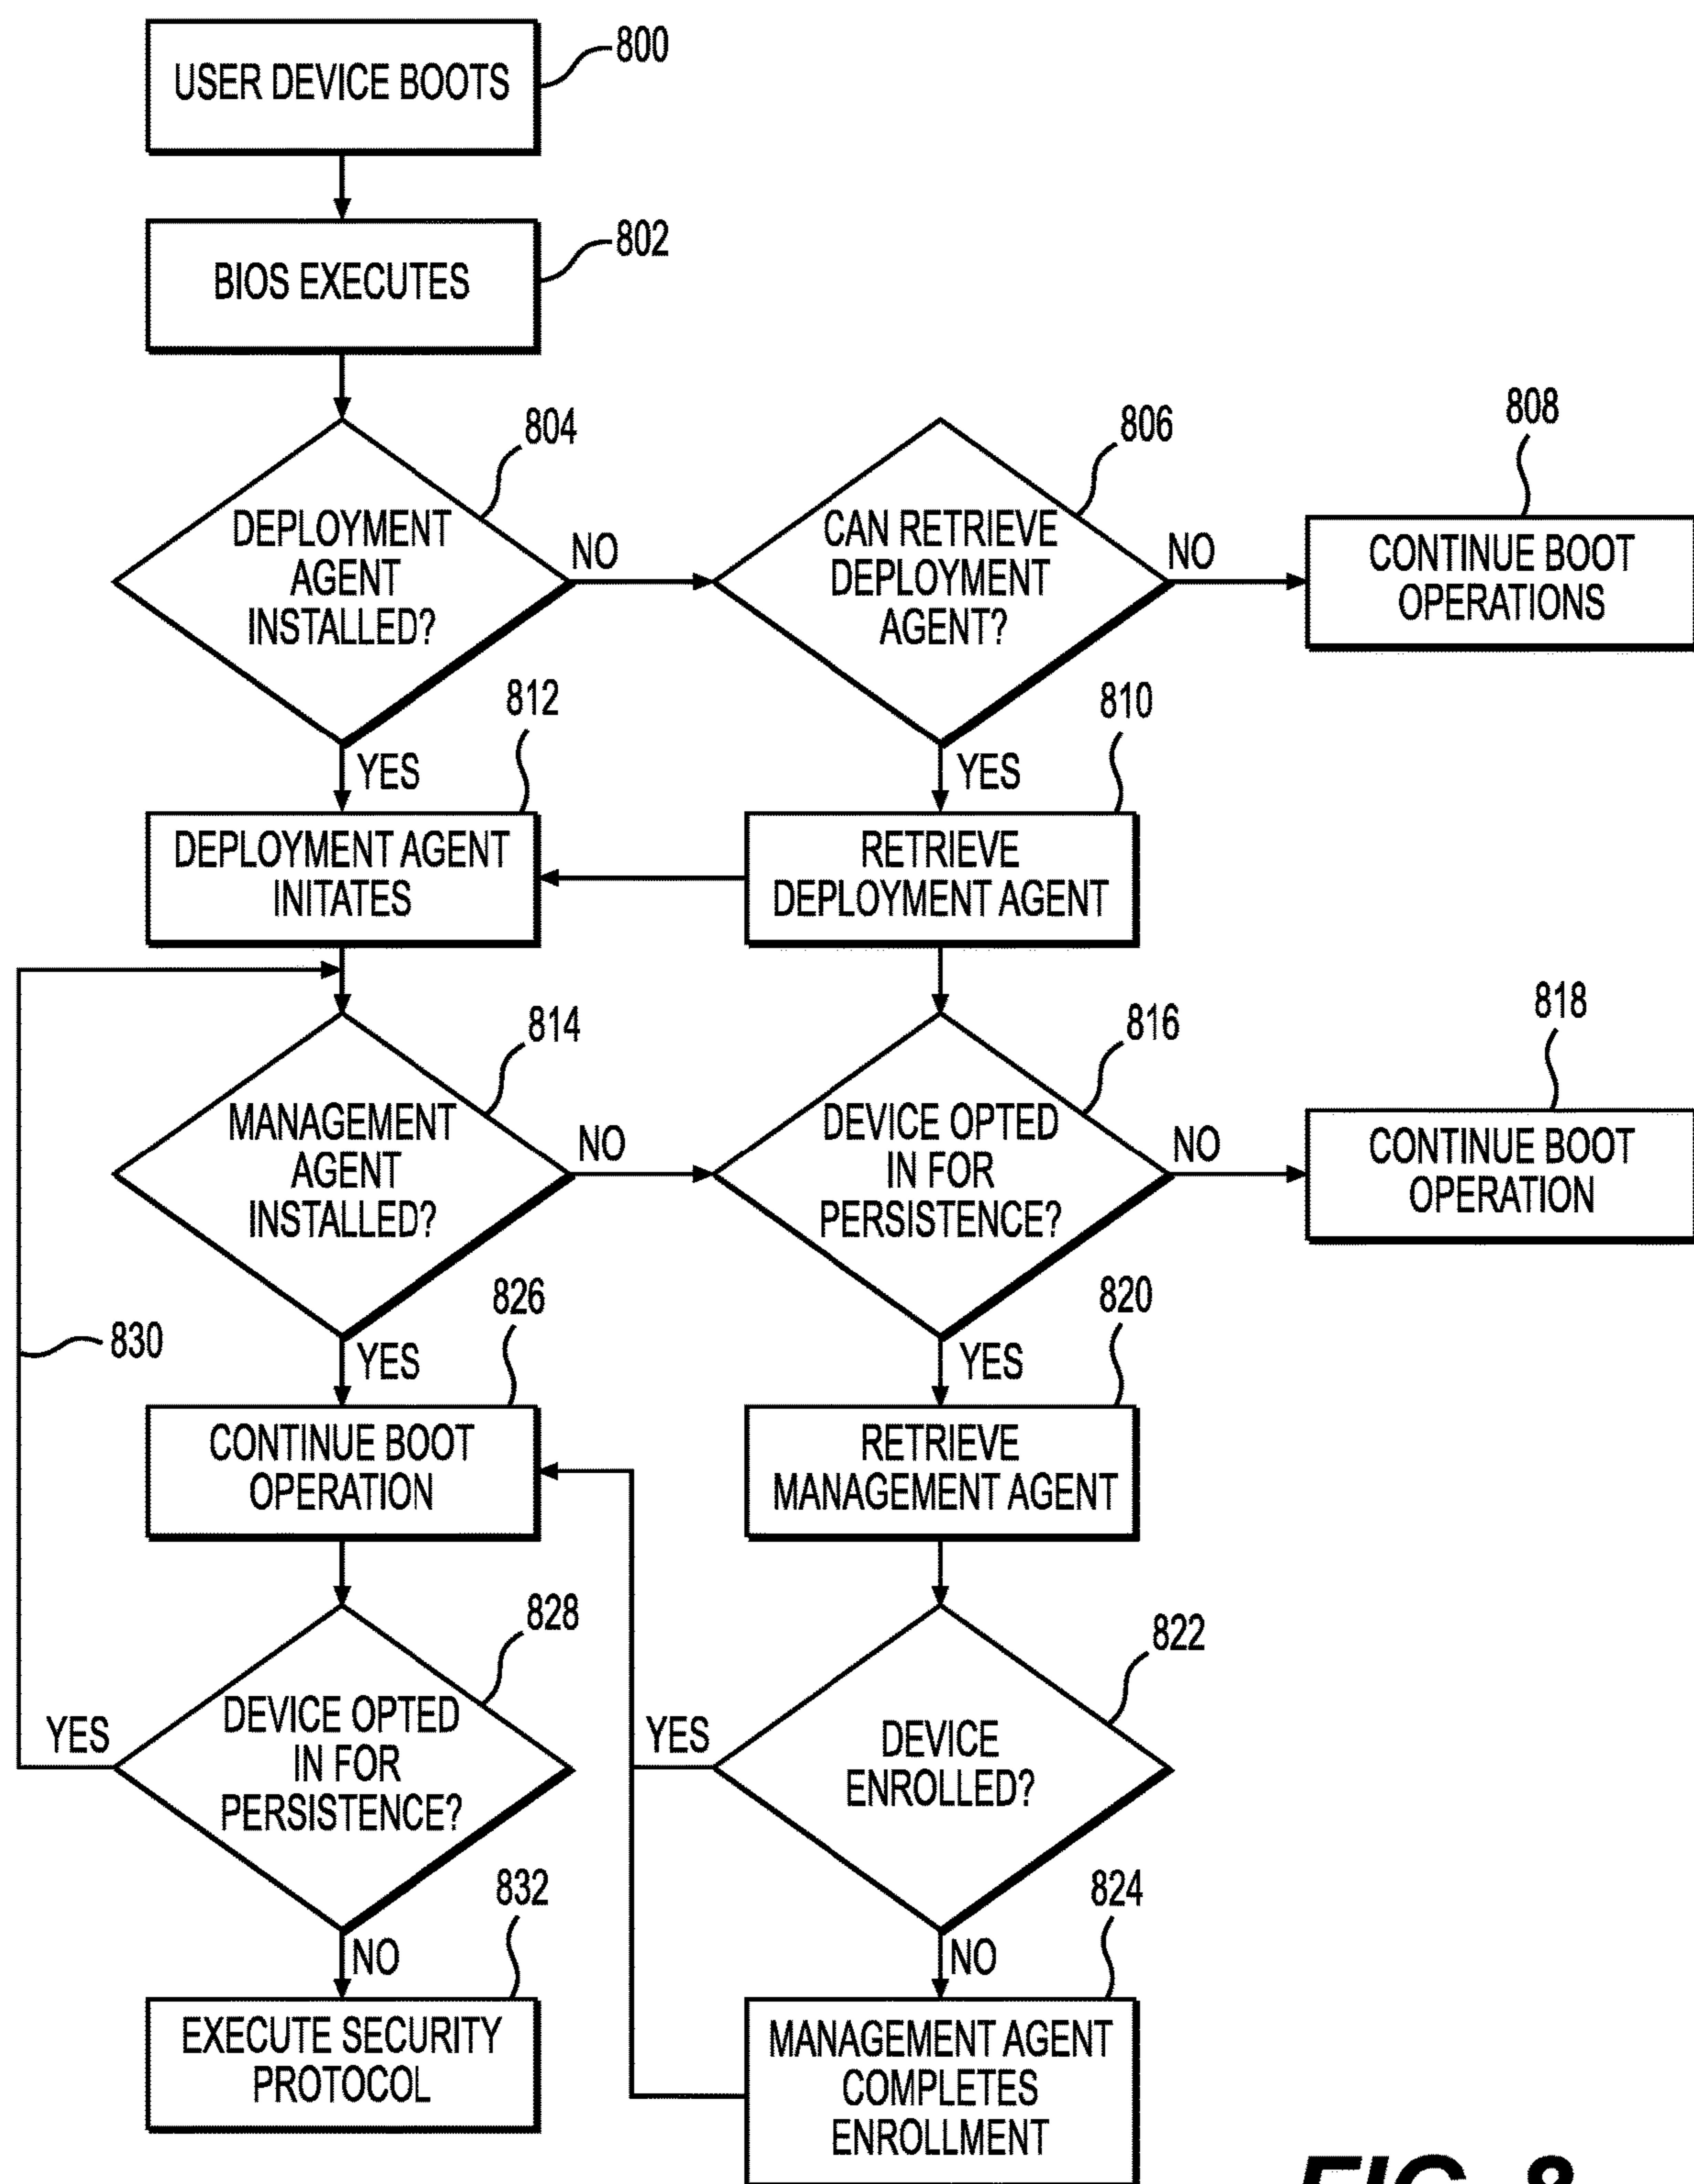 USER DEVICE BOOTS
800
BIOS EXECUTES
802
DEPLOYMENT
AGENT
INSTALLED?
804
NO
CAN RETRIEVE
DEPLOYMENT
AGENT?
806
NO
CONTINUE BOOT
OPERATIONS
808
YES
812
DEPLOYMENT AGENT
INITATES
YES
810
RETRIEVE
DEPLOYMENT AGENT
MANAGEMENT
AGENT
INSTALLED?
814
NO
DEVICE OPTED
IN FOR
PERSISTENCE?
816
NO
CONTINUE BOOT
OPERATION
818
830
YES
826
CONTINUE BOOT
OPERATION
YES
820
RETRIEVE
MANAGEMENT AGENT
YES
DEVICE OPTED
IN FOR
PERSISTENCE?
828
YES
DEVICE
ENROLLED?
822
NO
832
EXECUTE SECURITY
PROTOCOL
NO
824
MANAGEMENT AGENT
COMPLETES
ENROLLMENT
FIG. 8